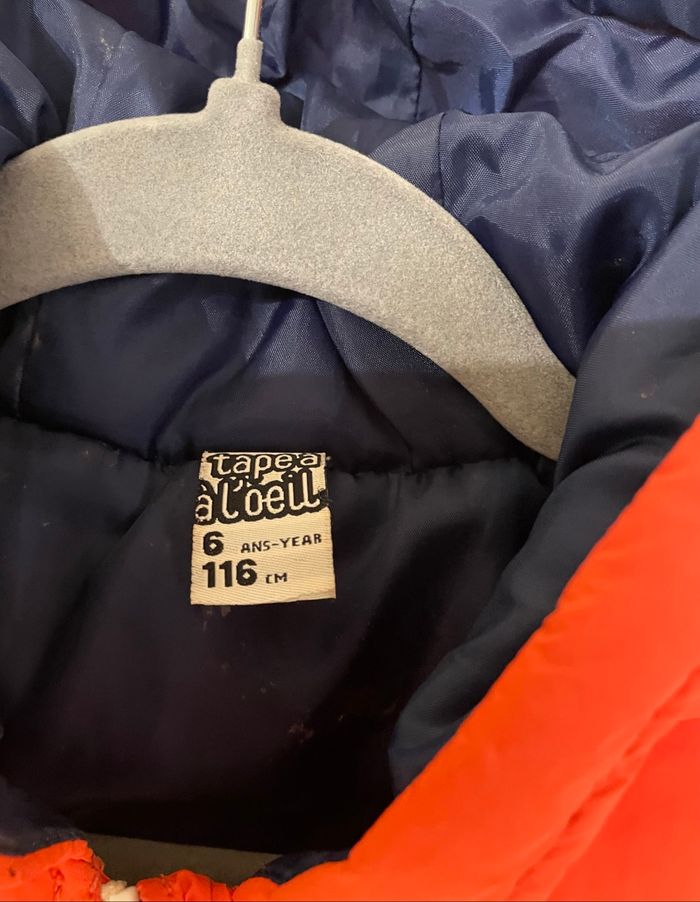 tape à
à l'oeil
6 ANS-YEAR
116 CM